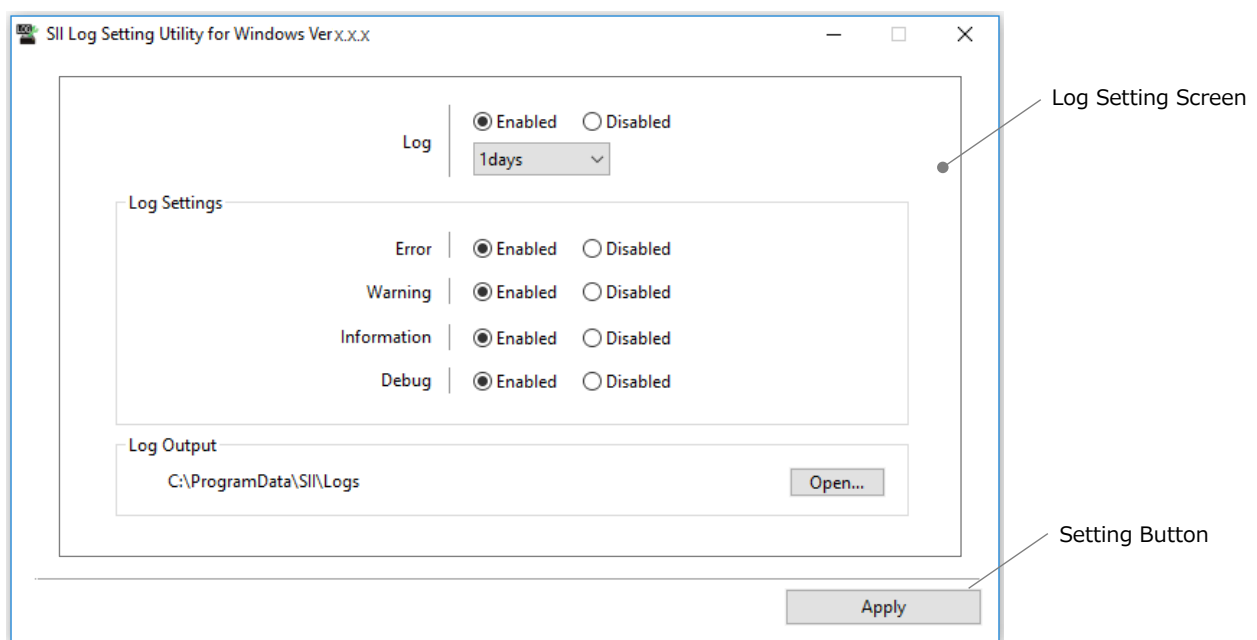 SII Log Setting Utility for Windows Ver x.x.x
Log Setting Screen
Log
Enabled Disabled
1days
Log Settings
Error Enabled Disabled
Warning Enabled Disabled
Information Enabled Disabled
Debug Enabled Disabled
Log Output
C:\ProgramData\SII\Logs Open...
Setting Button
Apply